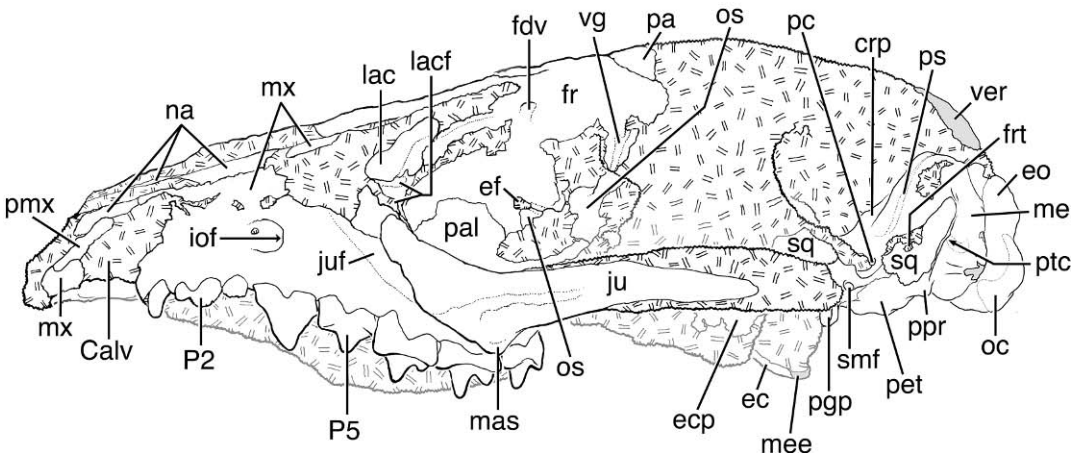 fdv vg pa os pc crp ps ver
lac lacf fr frt
mx
na eo
me
pmx ef
iof pal sq sq ptc
juf ju
mx Calv P2 P5 mas os ecp ec mee pgp smf pet ppr oc